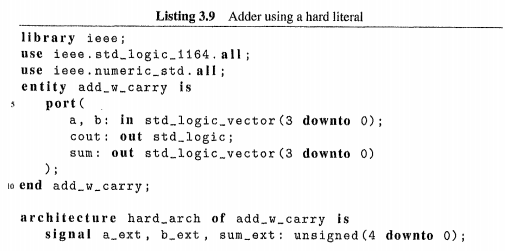 Listing 3.9 Adder using a hard literal
library ieee;
use ieee.std_logic_1164.all;
use ieee.numeric_std.all;
entity add_w_carry is
5 port(
a, b: in std_logic_vector(3 downto 0);
cout: out std_logic;
sum: out std_logic_vector(3 downto 0)
);
10 end add_w_carry;
architecture hard_arch of add_w_carry is
signal a_ext, b_ext, sum_ext: unsigned(4 downto 0);